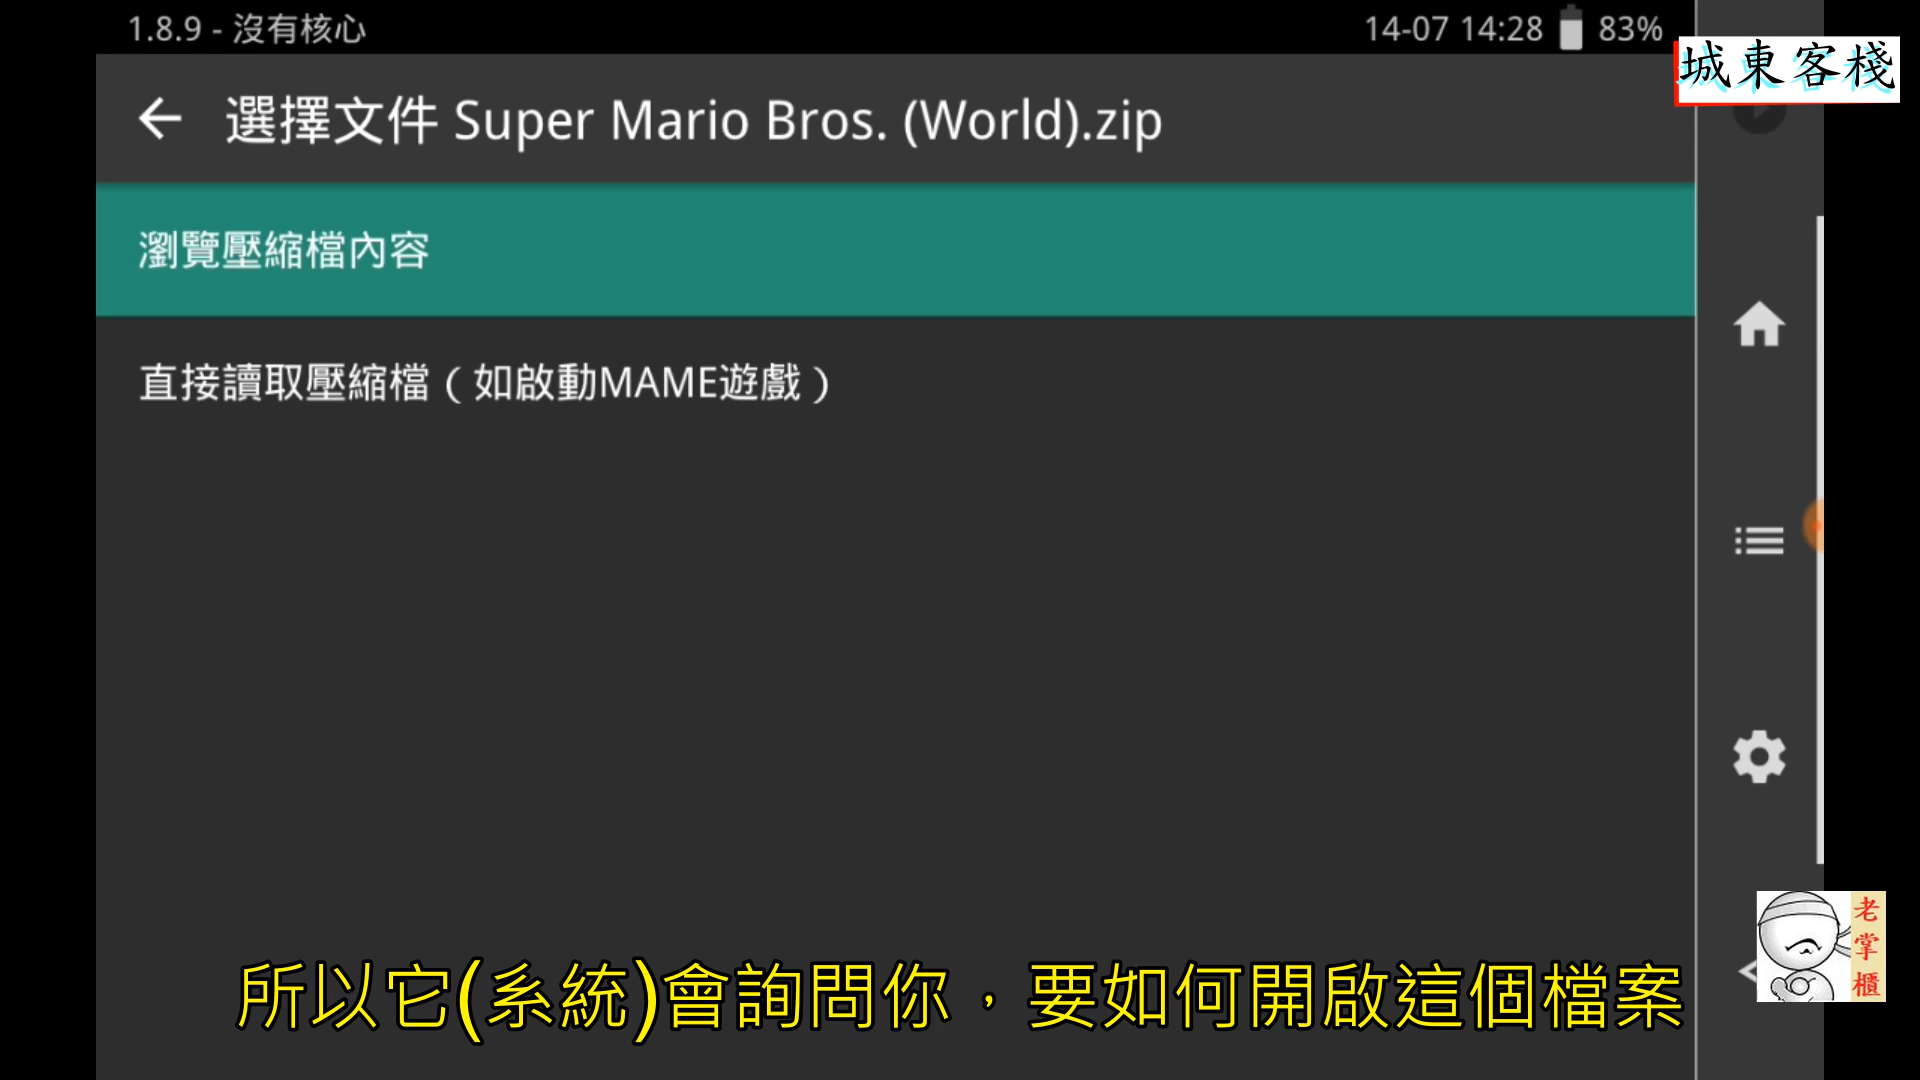 1.8.9 - 沒有核心
14-07 14:28 83%
城東客棧
選擇文件 Super Mario Bros. (World).zip
瀏覽壓縮檔內容
直接讀取壓縮檔（如啟動MAME遊戲）
老掌櫃
所以它(系統)會詢問你，要如何開啟這個檔案